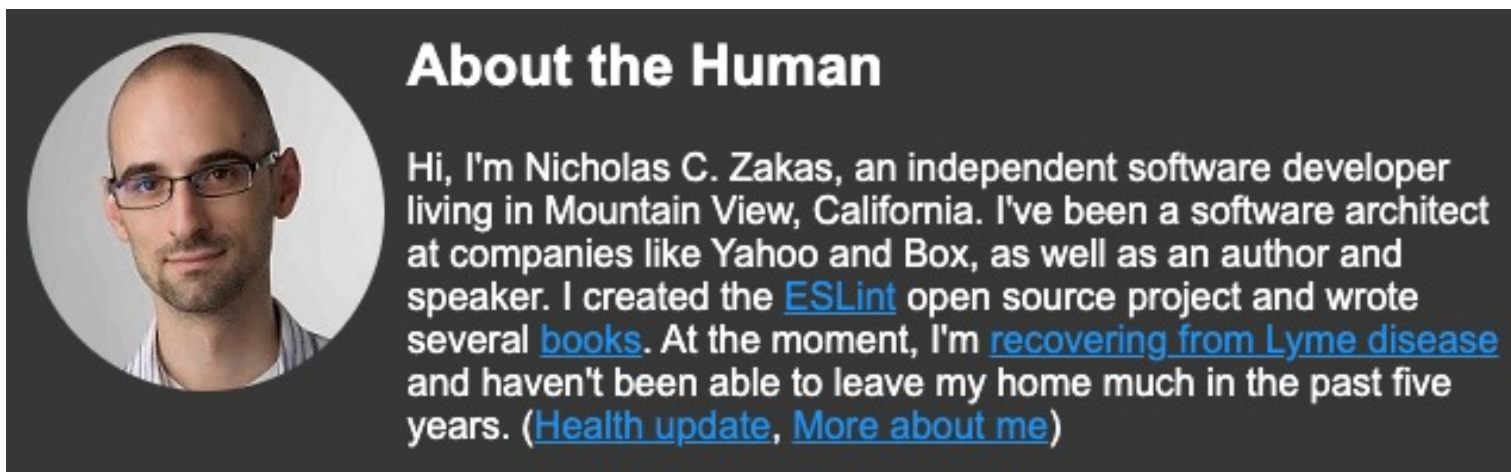 About the Human
Hi, I'm Nicholas C. Zakas, an independent software developer
living in Mountain View, California. I've been a software architect
at companies like Yahoo and Box, as well as an author and
speaker. I created the ESLint open source project and wrote
several books. At the moment, I'm recovering from Lyme disease
and haven't been able to leave my home much in the past five
years. (Health update, More about me)